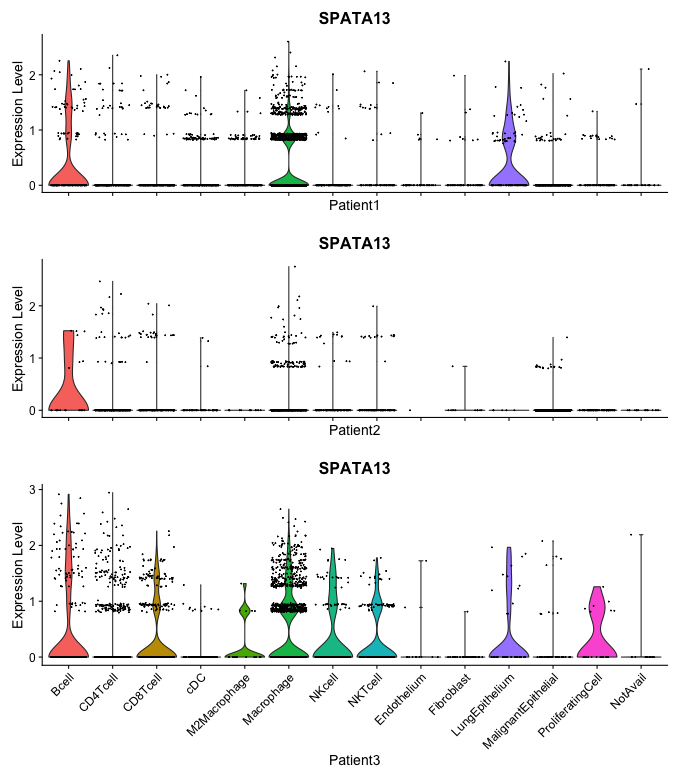 SPATA13
Expression Level
2
1
0
Patient1
SPATA13
Expression Level
2
1
0
Patient2
SPATA13
Expression Level
3
2
1
0
Bcell
CD4Tcell
CD8Tcell
cDC
M2Macrophage
Macrophage
NKcell
NKTcell
Endothelium
Fibroblast
LungEpithelium
MalignantEpithelial
ProliferatingCell
NotAvail
Patient3